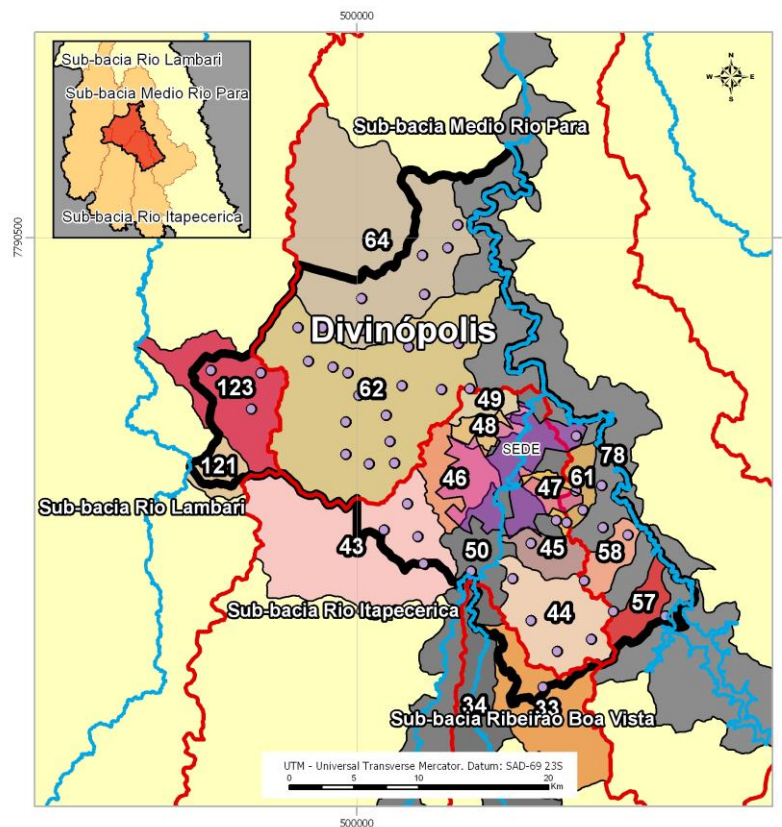 500000
Sub-bacia Rio Lambari
Sub-bacia Medio Rio Para
Sub-bacia Rio Itapecerica
N
W E
S
Sub-bacia Medio Rio Para
7790500
64
Divinópolis
123
62
49
48
SEDE
78
46
61
121
47
Sub-bacia Rio Lambari
43
50
45
58
Sub-bacia Rio Itapecerica
57
44
34
33
Sub-bacia Ribeirao Boa Vista
UTM - Universal Transverse Mercator. Datum: SAD-69 23S
0 5 10 20
Km
500000